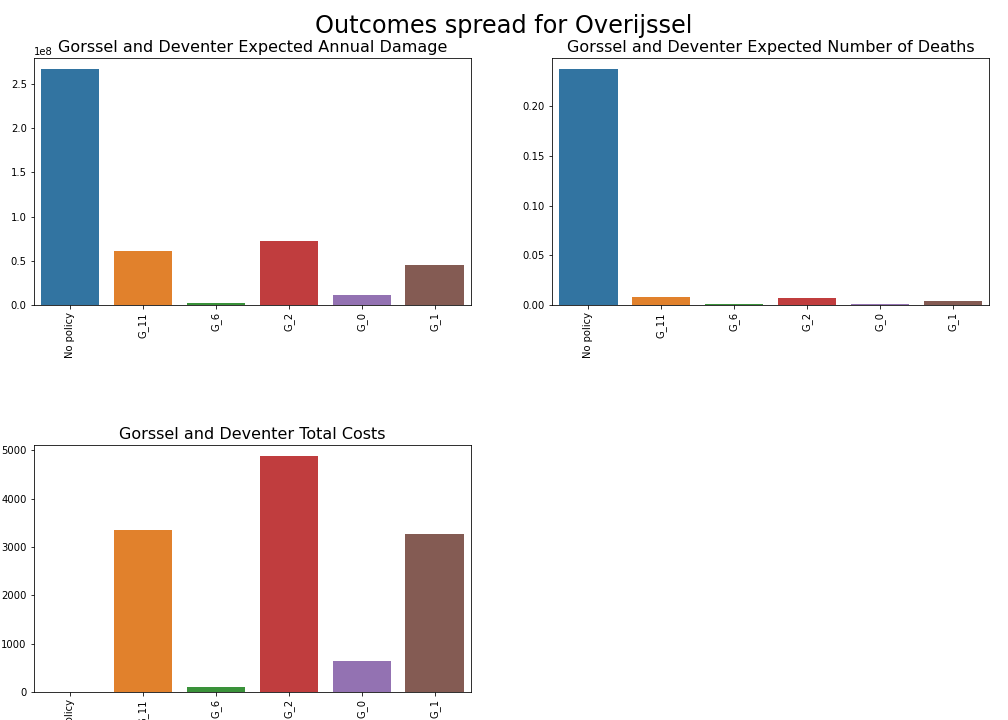 Outcomes spread for Overijssel
Gorssel and Deventer Expected Annual Damage
Gorssel and Deventer Expected Number of Deaths
1e8
2.5
2.0
1.5
1.0
0.5
0.0
No policy
G_11
G_6
G_2
G_0
G_1
0.20
0.15
0.10
0.05
0.00
No policy
G_11
G_6
G_2
G_0
G_1
Gorssel and Deventer Total Costs
5000
4000
3000
2000
1000
0
olicy
_11
G_6
G_2
G_0
G_1